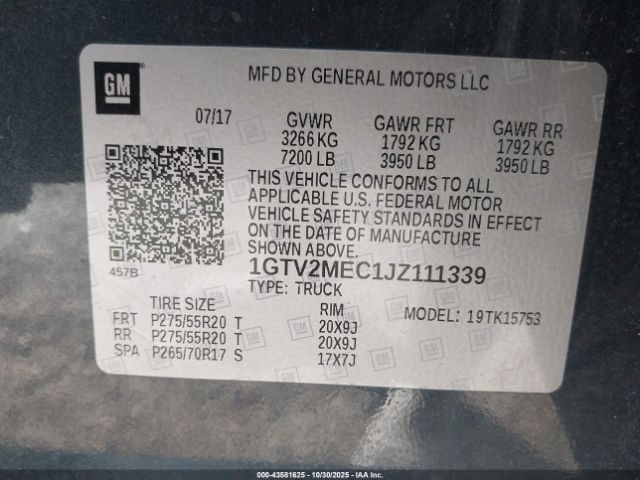 GM
MFD BY GENERAL MOTORS LLC
07/17
GVWR
3266 KG
7200 LB
GAWR FRT
1792 KG
3950 LB
GAWR RR
1792 KG
3950 LB
THIS VEHICLE CONFORMS TO ALL
APPLICABLE U.S. FEDERAL MOTOR
VEHICLE SAFETY STANDARDS IN EFFECT
ON THE DATE OF MANUFACTURE
SHOWN ABOVE.
457B
1GTV2MEC1JZ111339
TYPE: TRUCK
TIRE SIZE RIM MODEL: 19TK15753
FRT P275/55R20 T 20X9J
RR P275/55R20 T 20X9J
SPA P265/70R17 S 17X7J
000-43581625 - 10/30/2025 - IAAI.COM